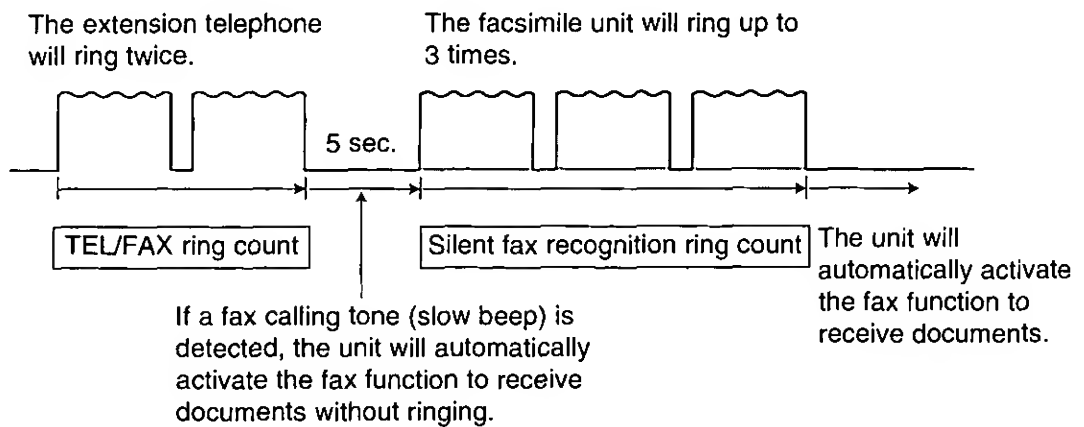 The extension telephone
will ring twice.
The facsimile unit will ring up to
3 times.
5 sec.
TEL/FAX ring count
Silent fax recognition ring count
The unit will
automatically activate
the fax function to
receive documents.
If a fax calling tone (slow beep) is
detected, the unit will automatically
activate the fax function to receive
documents without ringing.